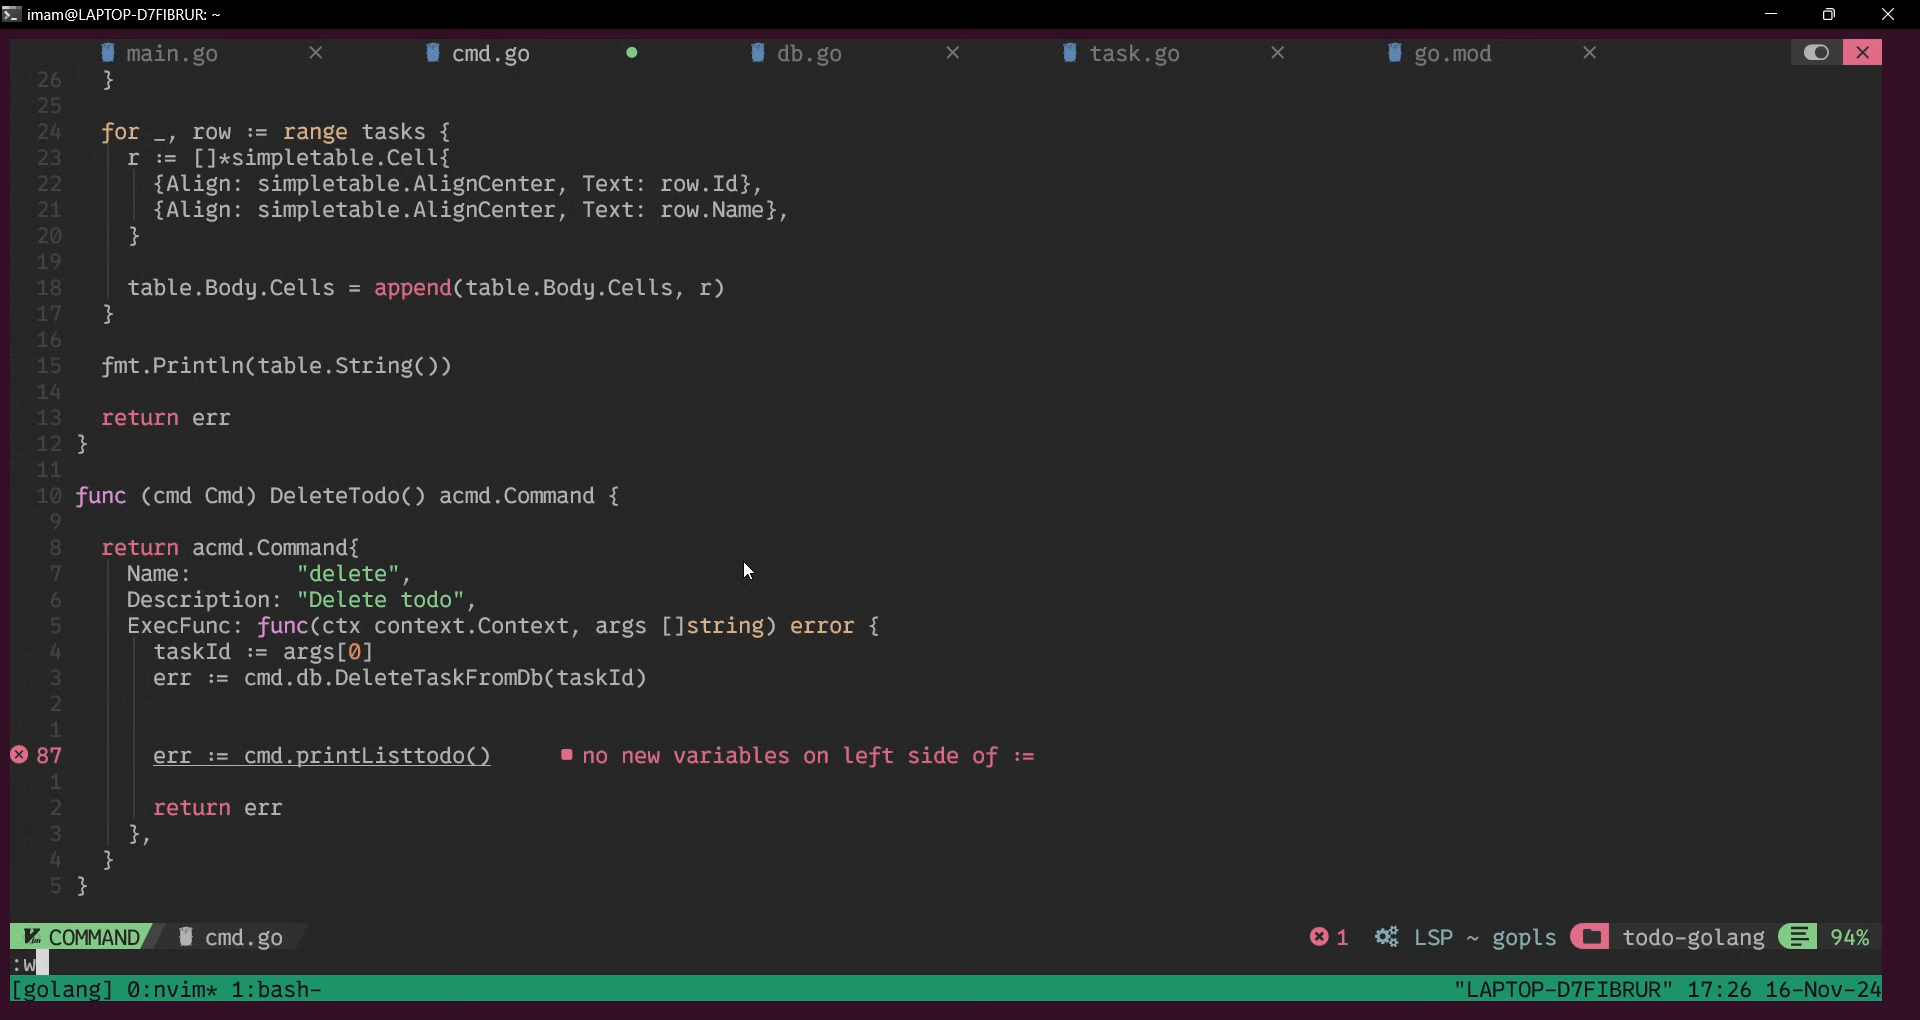 imam@LAPTOP-D7FIBRUR: ~
main.go cmd.go db.go task.go go.mod
26 }
25
24 for _, row := range tasks {
23 r := []*simpletable.Cell{
22 {Align: simpletable.AlignCenter, Text: row.Id},
21 {Align: simpletable.AlignCenter, Text: row.Name},
20 }
19
18 table.Body.Cells = append(table.Body.Cells, r)
17 }
16
15 fmt.Println(table.String())
14
13 return err
12 }
11
10 func (cmd Cmd) DeleteTodo() acmd.Command {
9
8 return acmd.Command{
7 Name: "delete",
6 Description: "Delete todo",
5 ExecFunc: func(ctx context.Context, args []string) error {
4 taskId := args[0]
3 err := cmd.db.DeleteTaskFromDb(taskId)
2
1
87 err := cmd.printListtodo() ■ no new variables on left side of :=
1
2 return err
3 },
4 }
5 }
COMMAND cmd.go 1 LSP ~ gopls todo-golang 94%
:w
[golang] 0:nvim* 1:bash- "LAPTOP-D7FIBRUR" 17:26 16-Nov-24